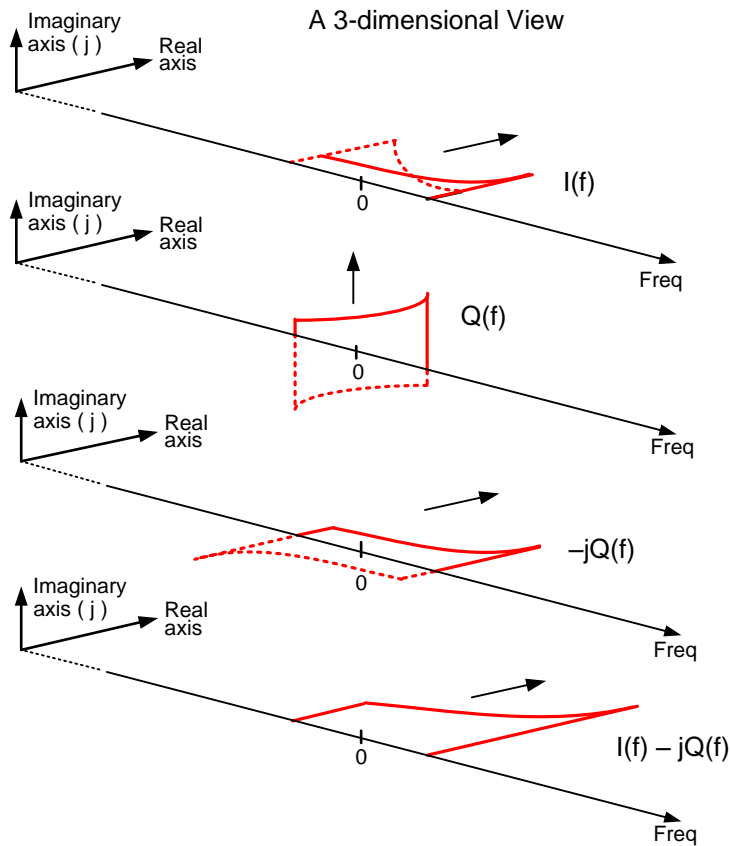 A 3-dimensional View
Imaginary
axis ( j )
Real
axis
I(f)
0
Freq
Imaginary
axis ( j )
Real
axis
Q(f)
0
Freq
Imaginary
axis ( j )
Real
axis
–jQ(f)
0
Freq
Imaginary
axis ( j )
Real
axis
I(f) – jQ(f)
0
Freq